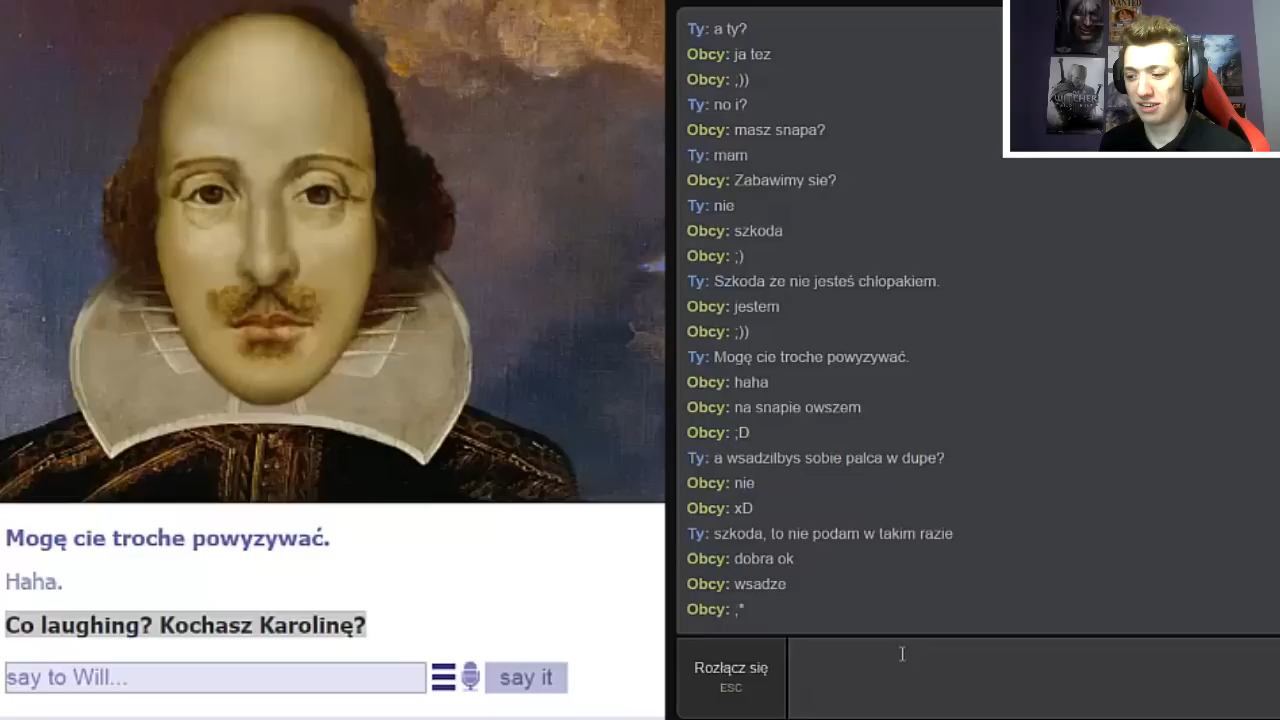 Mogę cie troche powyzywać.
Haha.
Co laughing? Kochasz Karolinę?
say to Will...
say it
Ty: a ty?
Obcy: ja tez
Obcy: ,))
Ty: no i?
Obcy: masz snapa?
Ty: mam
Obcy: Zabawimy sie?
Ty: nie
Obcy: szkoda
Obcy: ;)
Ty: Szkoda ze nie jesteś chłopakiem.
Obcy: jestem
Obcy: ;))
Ty: Mogę cie troche powyzywać.
Obcy: haha
Obcy: na snapie owszem
Obcy: ;D
Ty: a wsadzilbys sobie palca w dupe?
Obcy: nie
Obcy: xD
Ty: szkoda, to nie podam w takim razie
Obcy: dobra ok
Obcy: wsadze
Obcy: ;*
Rozłącz się
ESC
WANTED
WITCHER